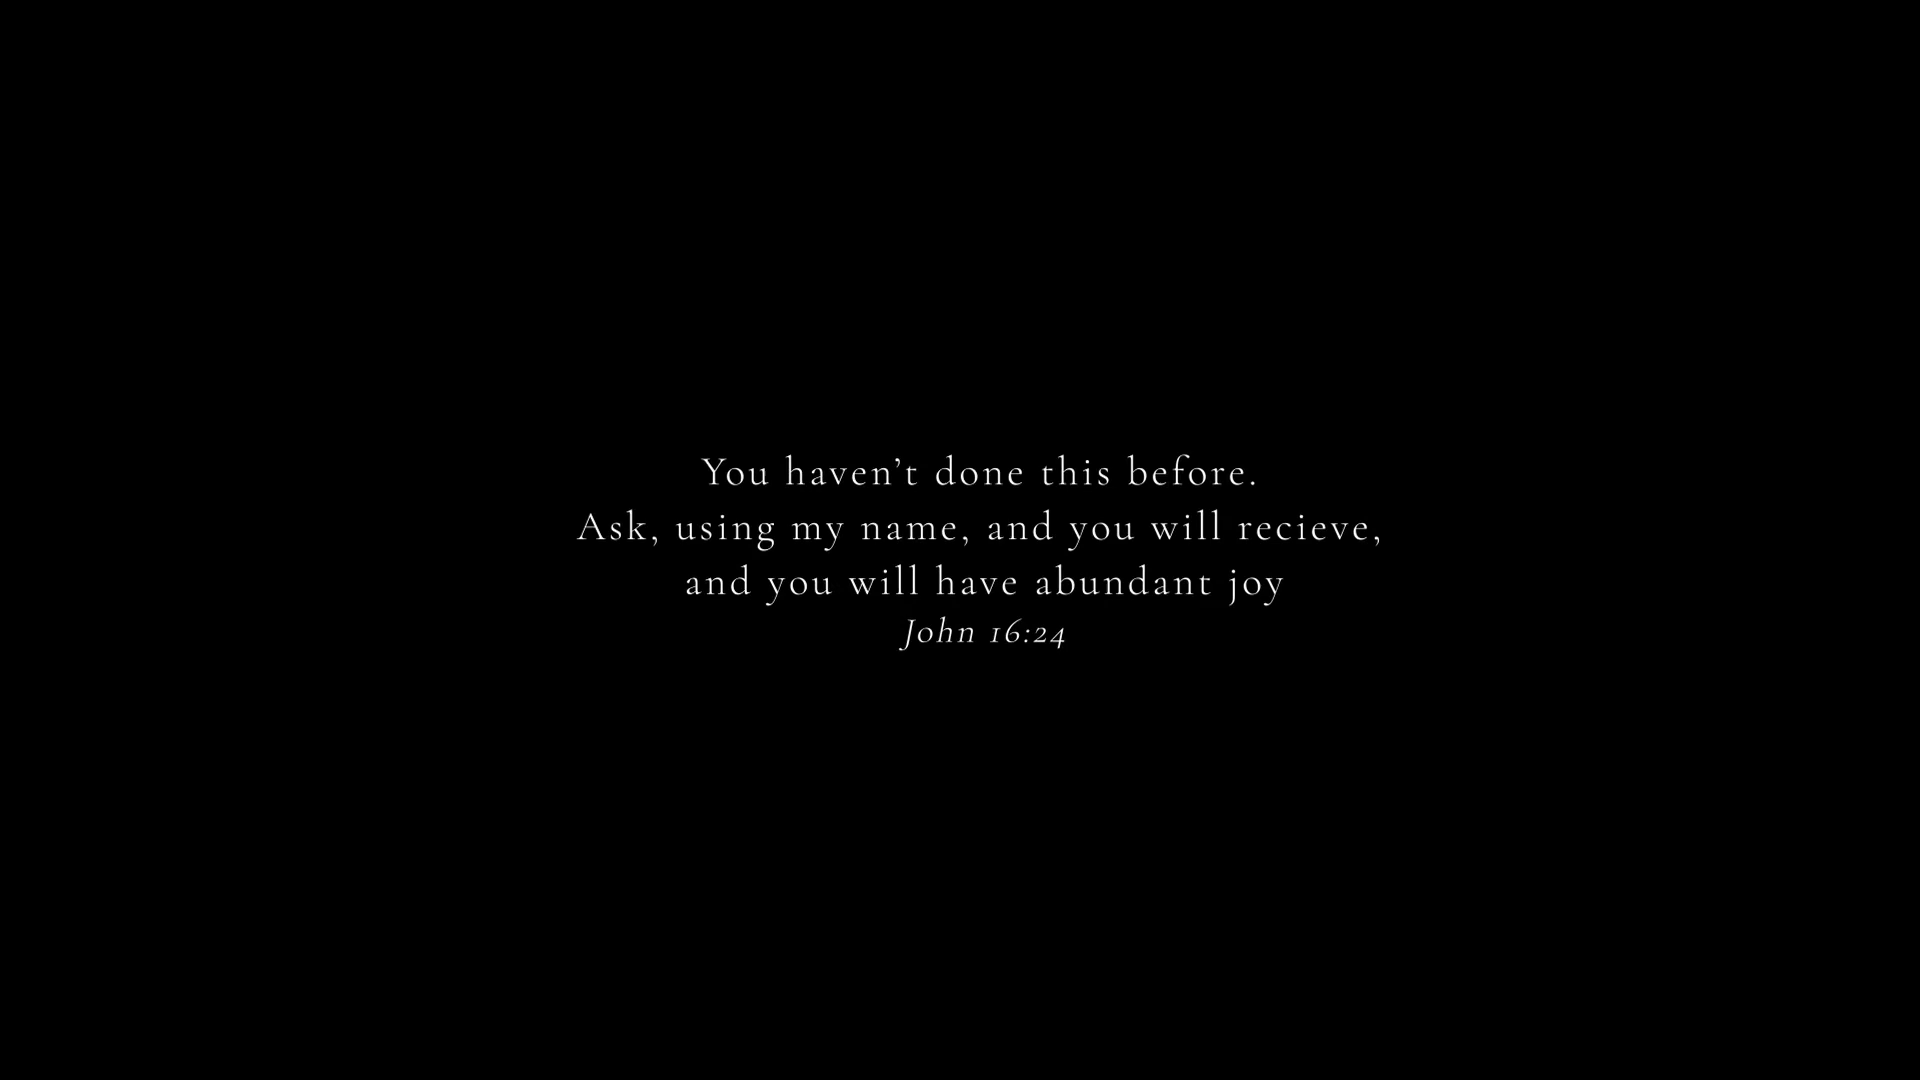 You haven’t done this before.
Ask, using my name, and you will recieve,
and you will have abundant joy
John 16:24